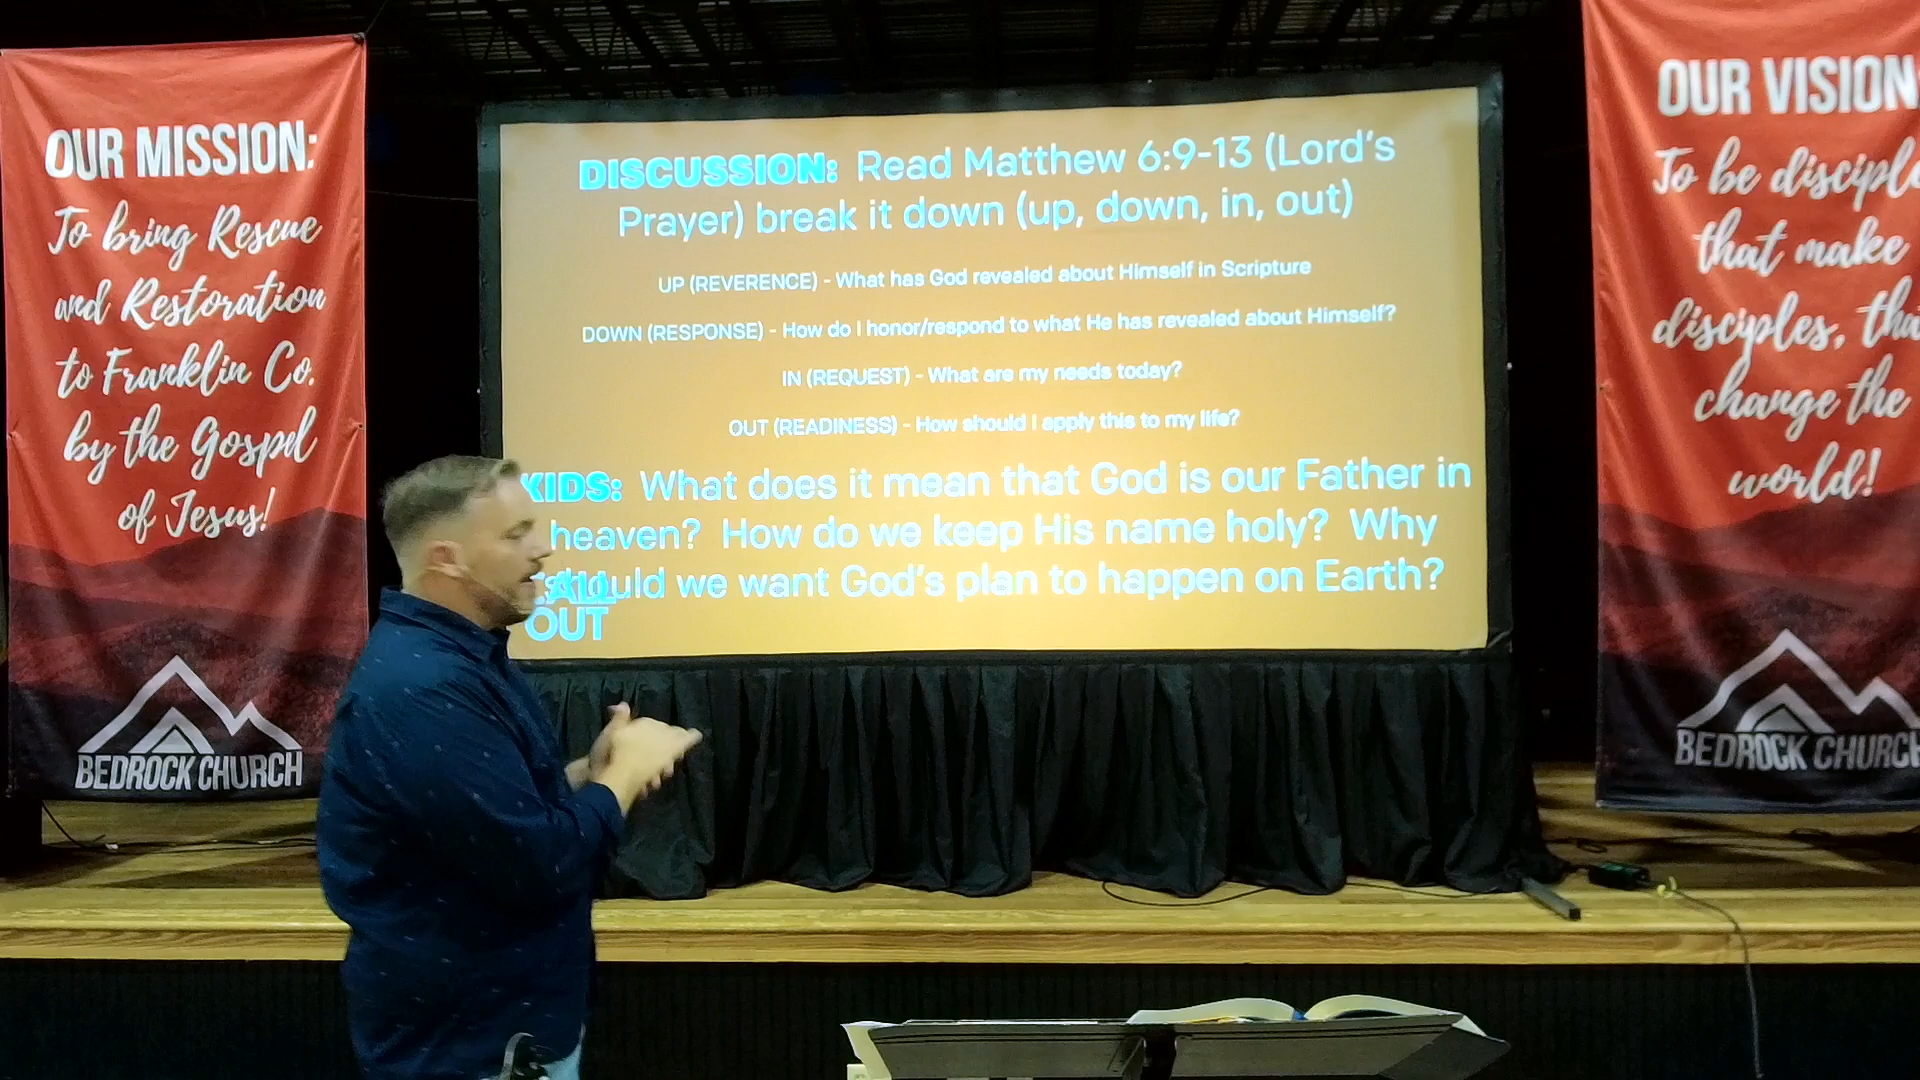 OUR MISSION:
To bring Rescue
and Restoration
to Franklin Co.
by the Gospel
of Jesus!
BEDROCK CHURCH
DISCUSSION: Read Matthew 6:9-13 (Lord's
Prayer) break it down (up, down, in, out)
UP (REVERENCE) - What has God revealed about Himself in Scripture
DOWN (RESPONSE) - How do I honor/respond to what He has revealed about Himself?
IN (REQUEST) - What are my needs today?
OUT (READINESS) - How should I apply this to my life?
KIDS: What does it mean that God is our Father in
heaven? How do we keep His name holy? Why
should we want God's plan to happen on Earth?
ALL
OUT
OUR VISION
To be
that make
disciples,
change the
world!
BEDROCK CHURCH